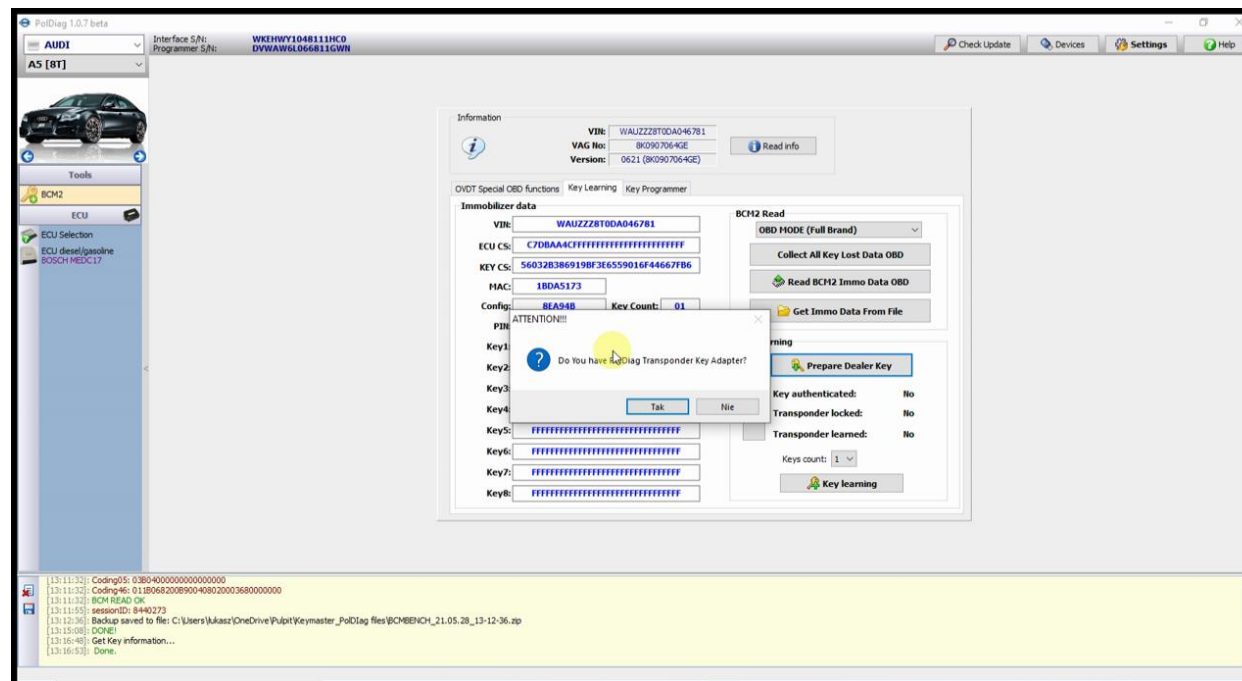 PolDiag 1.0.7 beta
AUDI
Interface S/N: WKEHWY1048111HC0
Programmer S/N: DVWAW6L066811GWN
Check Update
Devices
Settings
Help
A5 [8T]
Information
VIN: WAUZZZ8T0DA046781
VAG No: 8K0907064GE
Version: 0621 (8K0907064GE)
Read info
Tools
BCM2
ECU
ECU Selection
ECU diesel/gasoline
BOSCH MEDC17
OVDT Special OBD functions
Key Learning
Key Programmer
Immobilizer data
VIN: WAUZZZ8T0DA046781
ECU CS: C7DBAA4CFFFFFFFFFFFFFFFFFFFFFFFF
KEY CS: 56032B386919BF3E6559016F44667FB6
MAC: 1BDA5173
Config: 8EA94B Key Count: 01
PIN
Key1
Key2
Key3
Key4
Key5: FFFFFFFFFFFFFFFFFFFFFFFFFFFFFFFF
Key6: FFFFFFFFFFFFFFFFFFFFFFFFFFFFFFFF
Key7: FFFFFFFFFFFFFFFFFFFFFFFFFFFFFFFF
Key8: FFFFFFFFFFFFFFFFFFFFFFFFFFFFFFFF
BCM2 Read
OBD MODE (Full Brand)
Collect All Key Lost Data OBD
Read BCM2 Immo Data OBD
Get Immo Data From File
ATTENTION!!!
Do You have PolDiag Transponder Key Adapter?
Tak
Nie
rning
Prepare Dealer Key
Key authenticated: No
Transponder locked: No
Transponder learned: No
Keys count: 1
Key learning
[13:11:32]: Coding05: 03B04000000000000000
[13:11:32]: Coding46: 011B068200B900408020003680000000
[13:11:32]: BCM READ OK
[13:11:55]: sessionID: 8440273
[13:12:36]: Backup saved to file: C:\Users\lukasz\OneDrive\Pulpit\Keymaster_PolDIag files\BCMBENCH_21.05.28_13-12-36.zip
[13:15:08]: DONE!
[13:16:48]: Get Key information...
[13:16:53]: Done.